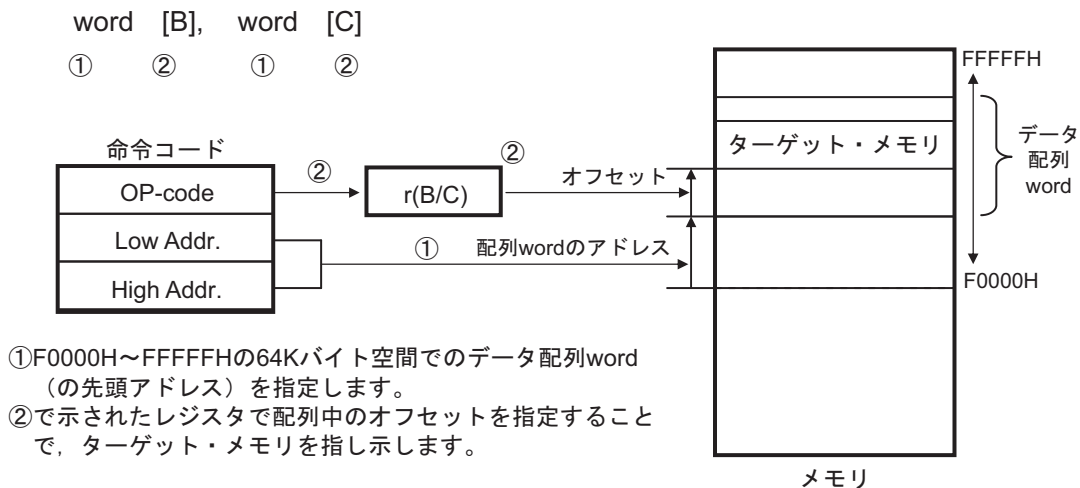 word [B], word [C]
① ② ① ②
FFFFFH
命令コード
OP-code
Low Addr.
High Addr.
②
r(B/C)
②
オフセット
①
配列wordのアドレス
ターゲット・メモリ
データ
配列
word
F0000H
メモリ
①F0000H～FFFFFHの64Kバイト空間でのデータ配列word
（の先頭アドレス）を指定します。
②で示されたレジスタで配列中のオフセットを指定すること
で，ターゲット・メモリを指し示します。